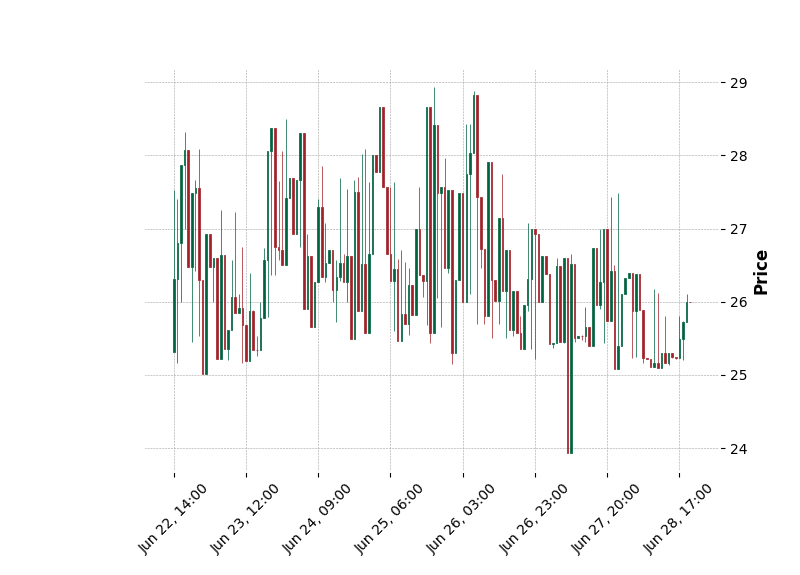 29
28
27
26
25
24
Price
Jun 22, 14:00
Jun 23, 12:00
Jun 24, 09:00
Jun 25, 06:00
Jun 26, 03:00
Jun 26, 23:00
Jun 27, 20:00
Jun 28, 17:00